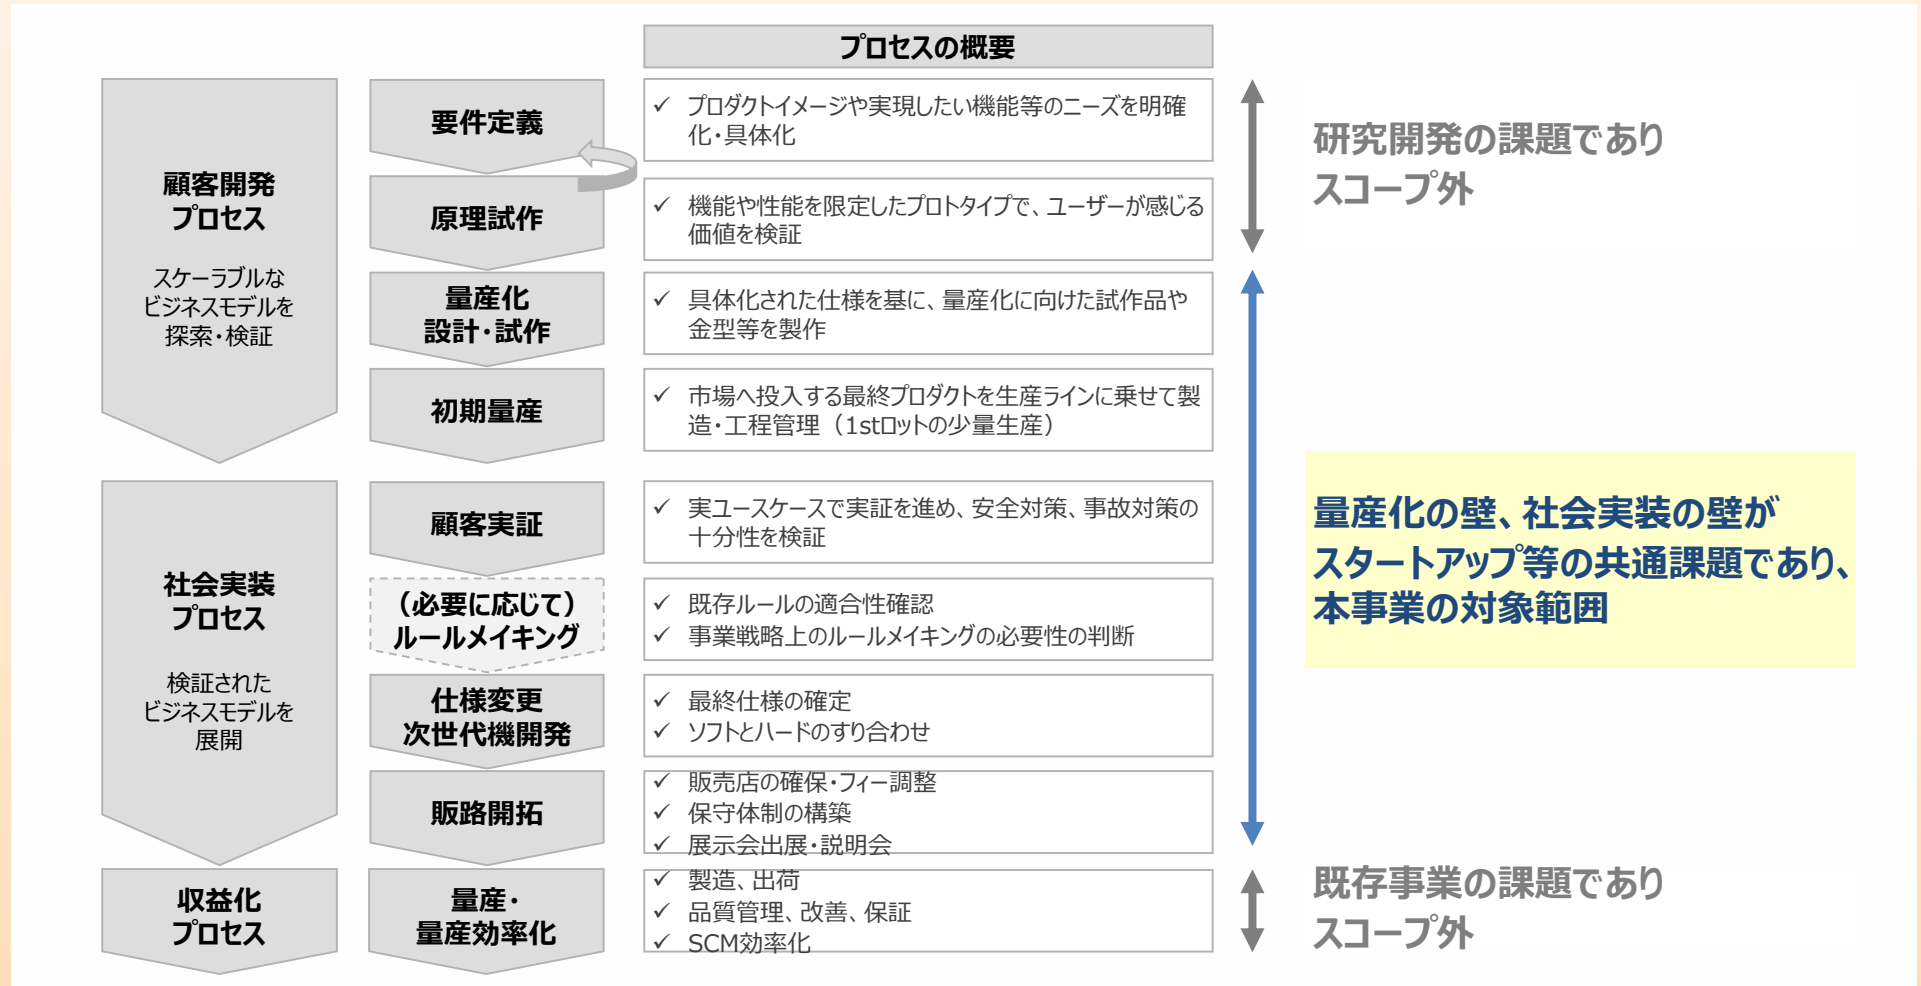 プロセスの概要
顧客開発
プロセス
スケーラブルな
ビジネスモデルを
探索・検証
要件定義
✓ プロダクトイメージや実現したい機能等のニーズを明確
化・具体化
原理試作
✓ 機能や性能を限定したプロトタイプで、ユーザーが感じる
価値を検証
量産化
設計・試作
✓ 具体化された仕様を基に、量産化に向けた試作品や
金型等を製作
初期量産
✓ 市場へ投入する最終プロダクトを生産ラインに乗せて製
造・工程管理（1stロットの少量生産）
社会実装
プロセス
検証された
ビジネスモデルを
展開
顧客実証
✓ 実ユースケースで実証を進め、安全対策、事故対策の
十分性を検証
（必要に応じて）
ルールメイキング
✓ 既存ルールの適合性確認
✓ 事業戦略上のルールメイキングの必要性の判断
仕様変更
次世代機開発
✓ 最終仕様の確定
✓ ソフトとハードのすり合わせ
販路開拓
✓ 販売店の確保・フィー調整
✓ 保守体制の構築
✓ 展示会出展・説明会
収益化
プロセス
量産・
量産効率化
✓ 製造、出荷
✓ 品質管理、改善、保証
✓ SCM効率化
研究開発の課題であり
スコープ外
量産化の壁、社会実装の壁が
スタートアップ等の共通課題であり、
本事業の対象範囲
既存事業の課題であり
スコープ外